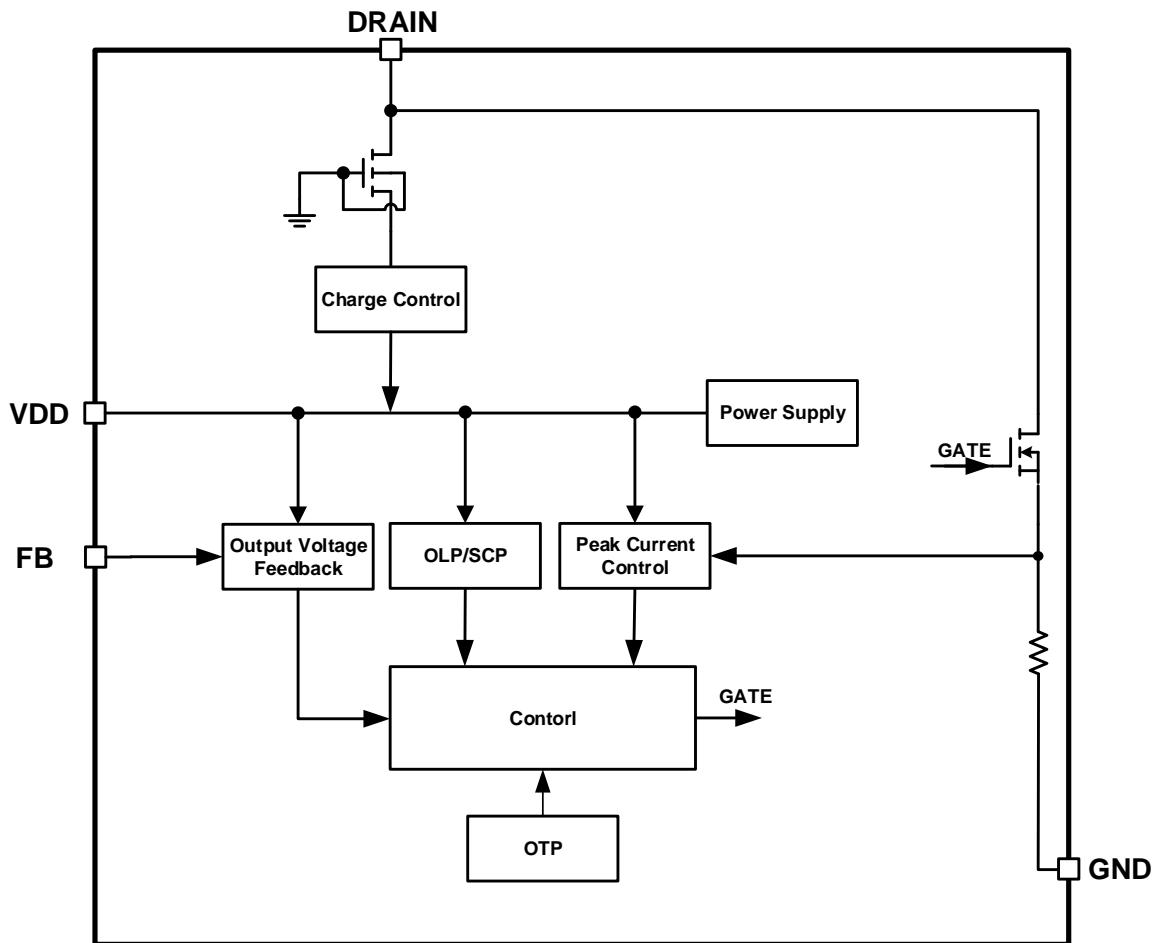 DRAIN
Charge Control
VDD
Power Supply
GATE
FB
Output Voltage
Feedback
OLP/SCP
Peak Current
Control
GATE
Contorl
OTP
GND